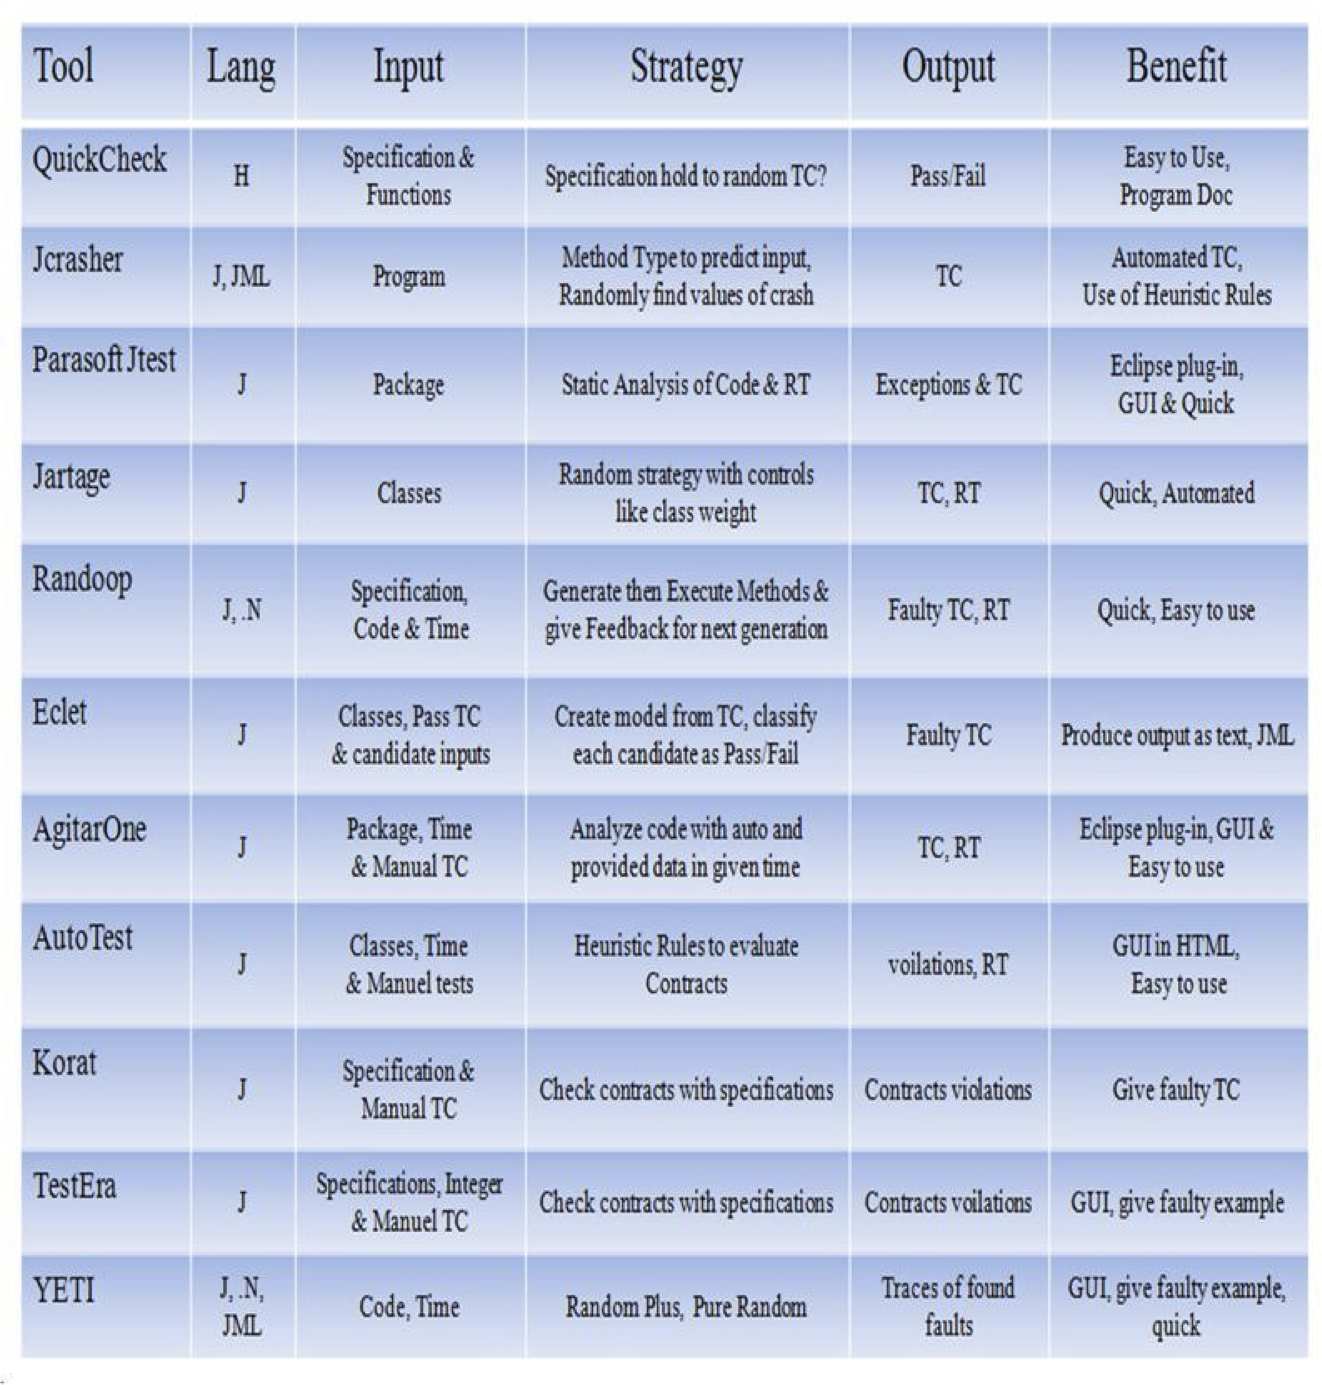 Tool Lang Input Strategy Output Benefit
QuickCheck H Specification & Functions Specification hold to random TC? Pass/Fail Easy to Use, Program Doc
Jcrasher J, JML Program Method Type to predict input, Randomly find values of crash TC Automated TC, Use of Heuristic Rules
Parasoft Jtest J Package Static Analysis of Code & RT Exceptions & TC Eclipse plug-in, GUI & Quick
Jartage J Classes Random strategy with controls like class weight TC, RT Quick, Automated
Randoop J, .N Specification, Code & Time Generate then Execute Methods & give Feedback for next generation Faulty TC, RT Quick, Easy to use
Eclet J Classes, Pass TC & candidate inputs Create model from TC, classify each candidate as Pass/Fail Faulty TC Produce output as text, JML
AgitarOne J Package, Time & Manual TC Analyze code with auto and provided data in given time TC, RT Eclipse plug-in, GUI & Easy to use
AutoTest J Classes, Time & Manuel tests Heuristic Rules to evaluate Contracts voilations, RT GUI in HTML, Easy to use
Korat J Specification & Manual TC Check contracts with specifications Contracts violations Give faulty TC
TestEra J Specifications, Integer & Manuel TC Check contracts with specifications Contracts voilations GUI, give faulty example
YETI J, .N, JML Code, Time Random Plus, Pure Random Traces of found faults GUI, give faulty example, quick